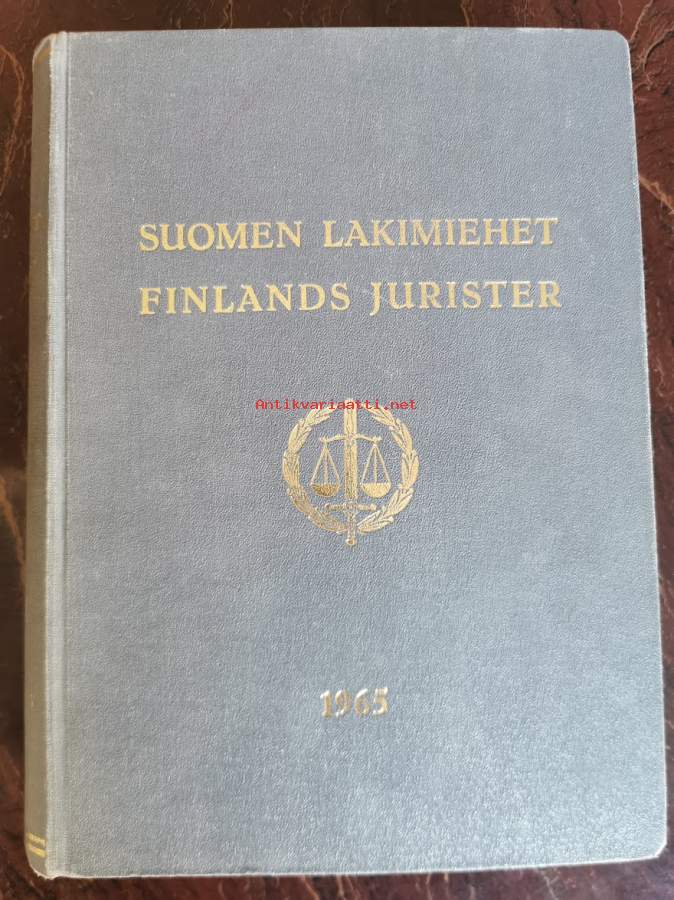 SUOMEN LAKIMIEHET
FINLANDS JURISTER
Antikvariaatti.net
1965